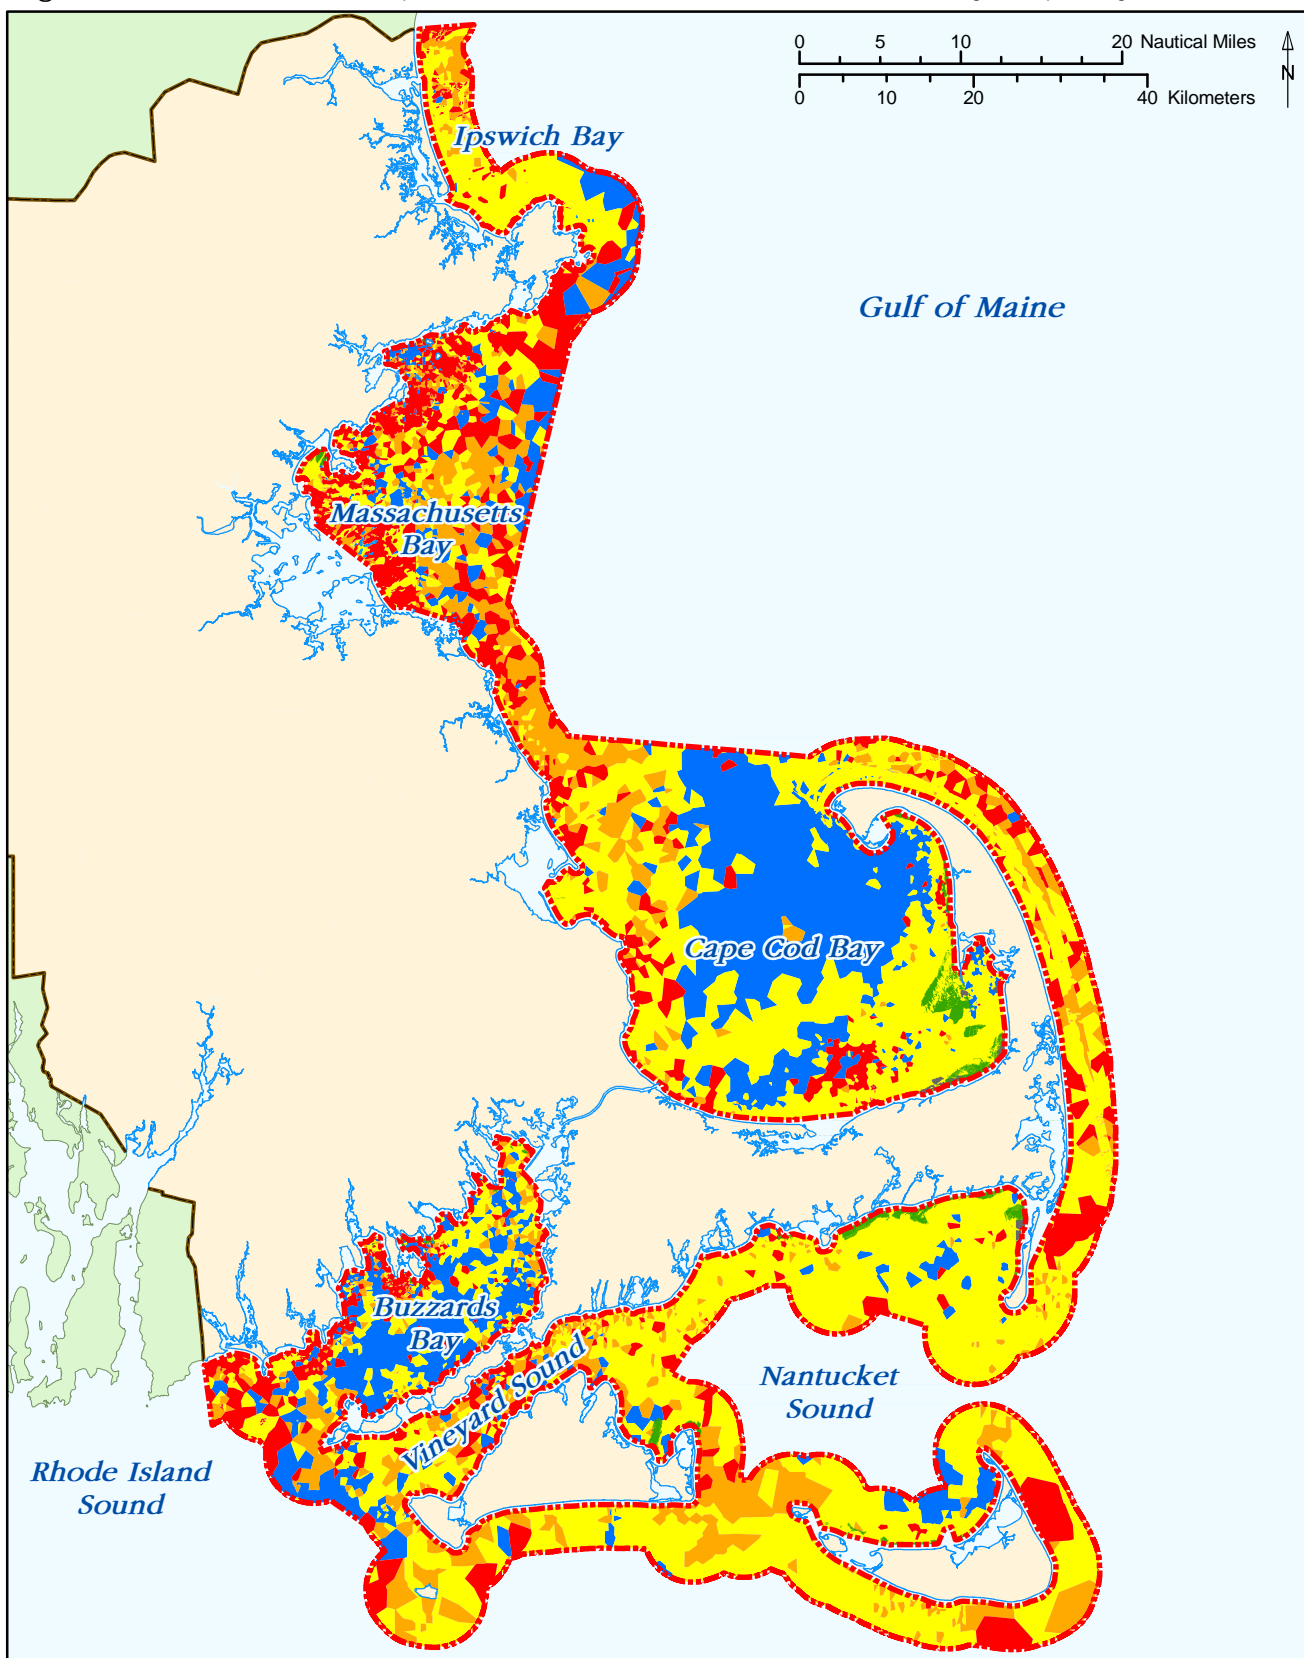 0 5 10 20 Nautical Miles
N
0 10 20 40 Kilometers
Ipswich Bay
Gulf of Maine
Massachusetts
Bay
Cape Cod Bay
Buzzards
Bay
Vineyard Sound
Nantucket
Sound
Rhode Island
Sound